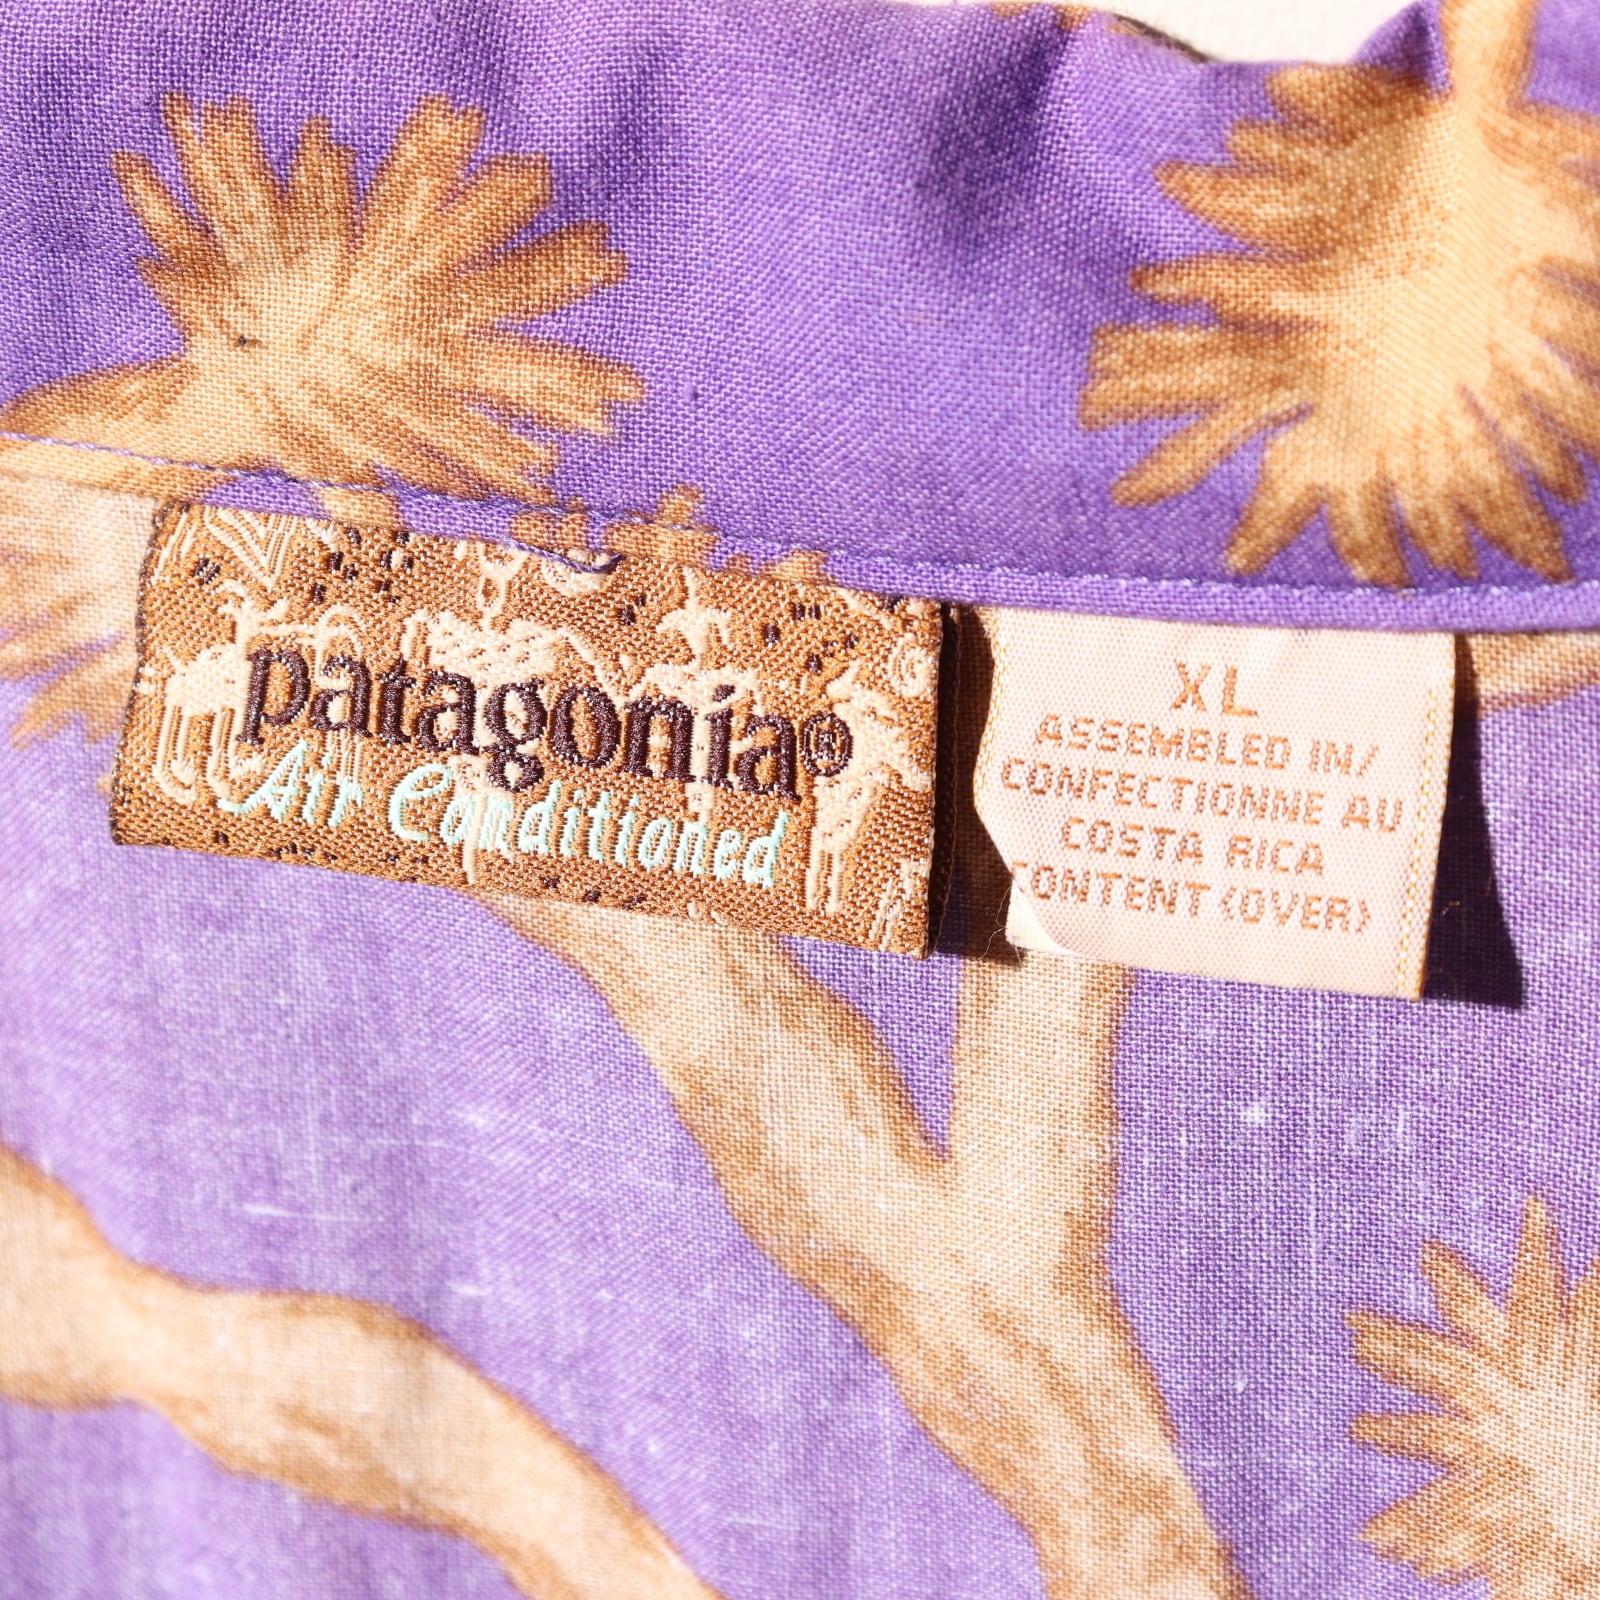 patagonia®
Air Conditioned
XL
ASSEMBLED IN/
CONFECTIONNE AU
COSTA RICA
CONTENT (OVER)